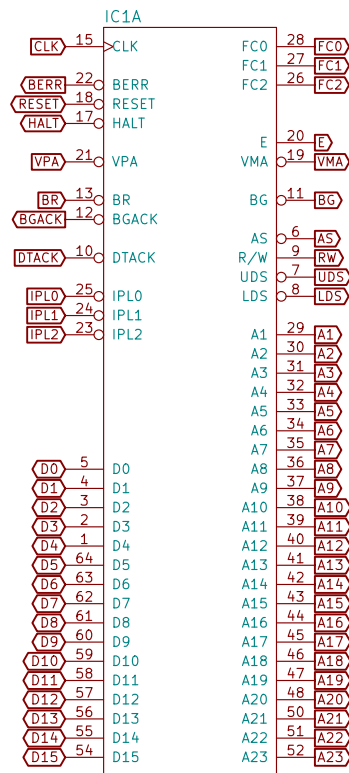 IC1A
CLK 15 CLK FC0 28 FC0
FC1 27 FC1
BERR 22 BERR FC2 26 FC2
RESET 18 RESET
HALT 17 HALT
E 20 E
VPA 21 VPA VMA 19 VMA
BR 13 BR BG 11 BG
BGACK 12 BGACK
AS 6 AS
DTACK 10 DTACK R/W 9 RW
UDS 7 UDS
IPL0 25 IPL0 LDS 8 LDS
IPL1 24 IPL1
IPL2 23 IPL2 A1 29 A1
A2 30 A2
A3 31 A3
A4 32 A4
A5 33 A5
A6 34 A6
A7 35 A7
D0 5 D0 A8 36 A8
D1 4 D1 A9 37 A9
D2 3 D2 A10 38 A10
D3 2 D3 A11 39 A11
D4 1 D4 A12 40 A12
D5 64 D5 A13 41 A13
D6 63 D6 A14 42 A14
D7 62 D7 A15 43 A15
D8 61 D8 A16 44 A16
D9 60 D9 A17 45 A17
D10 59 D10 A18 46 A18
D11 58 D11 A19 47 A19
D12 57 D12 A20 48 A20
D13 56 D13 A21 50 A21
D14 55 D14 A22 51 A22
D15 54 D15 A23 52 A23